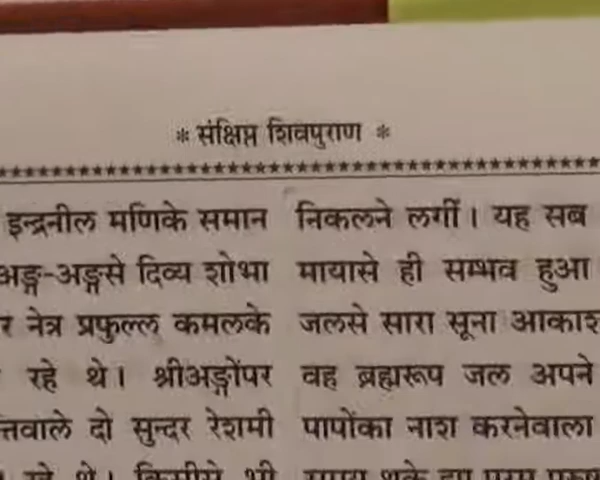 * संक्षिप्त शिवपुराण *
इन्द्रनील मणिके समान
अङ्ग-अङ्गसे दिव्य शोभा
नेत्र प्रफुल्ल कमलके
रहे थे। श्रीअङ्गोंपर
दो सुन्दर रेशमी
थे। किसीसे भी
निकलने लगीं। यह सब
मायासे ही सम्भव हुआ
जलसे सारा सूना आकाश
वह ब्रह्मरूप जल अपने
पापोंका नाश करनेवाला